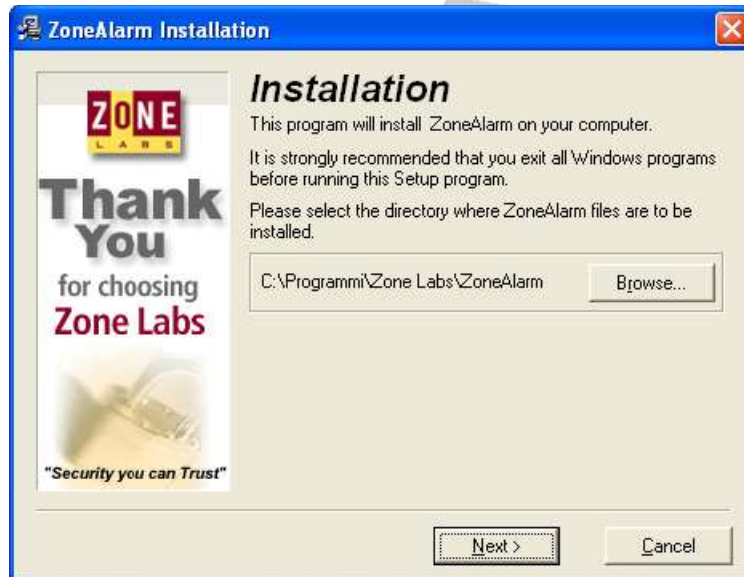 ZoneAlarm Installation
ZONE
LABS
Thank
You
for choosing
Zone Labs
"Security you can Trust"
Installation
This program will install ZoneAlarm on your computer.
It is strongly recommended that you exit all Windows programs
before running this Setup program.
Please select the directory where ZoneAlarm files are to be
installed.
C:\Programmi\Zone Labs\ZoneAlarm
Browse...
Next >
Cancel